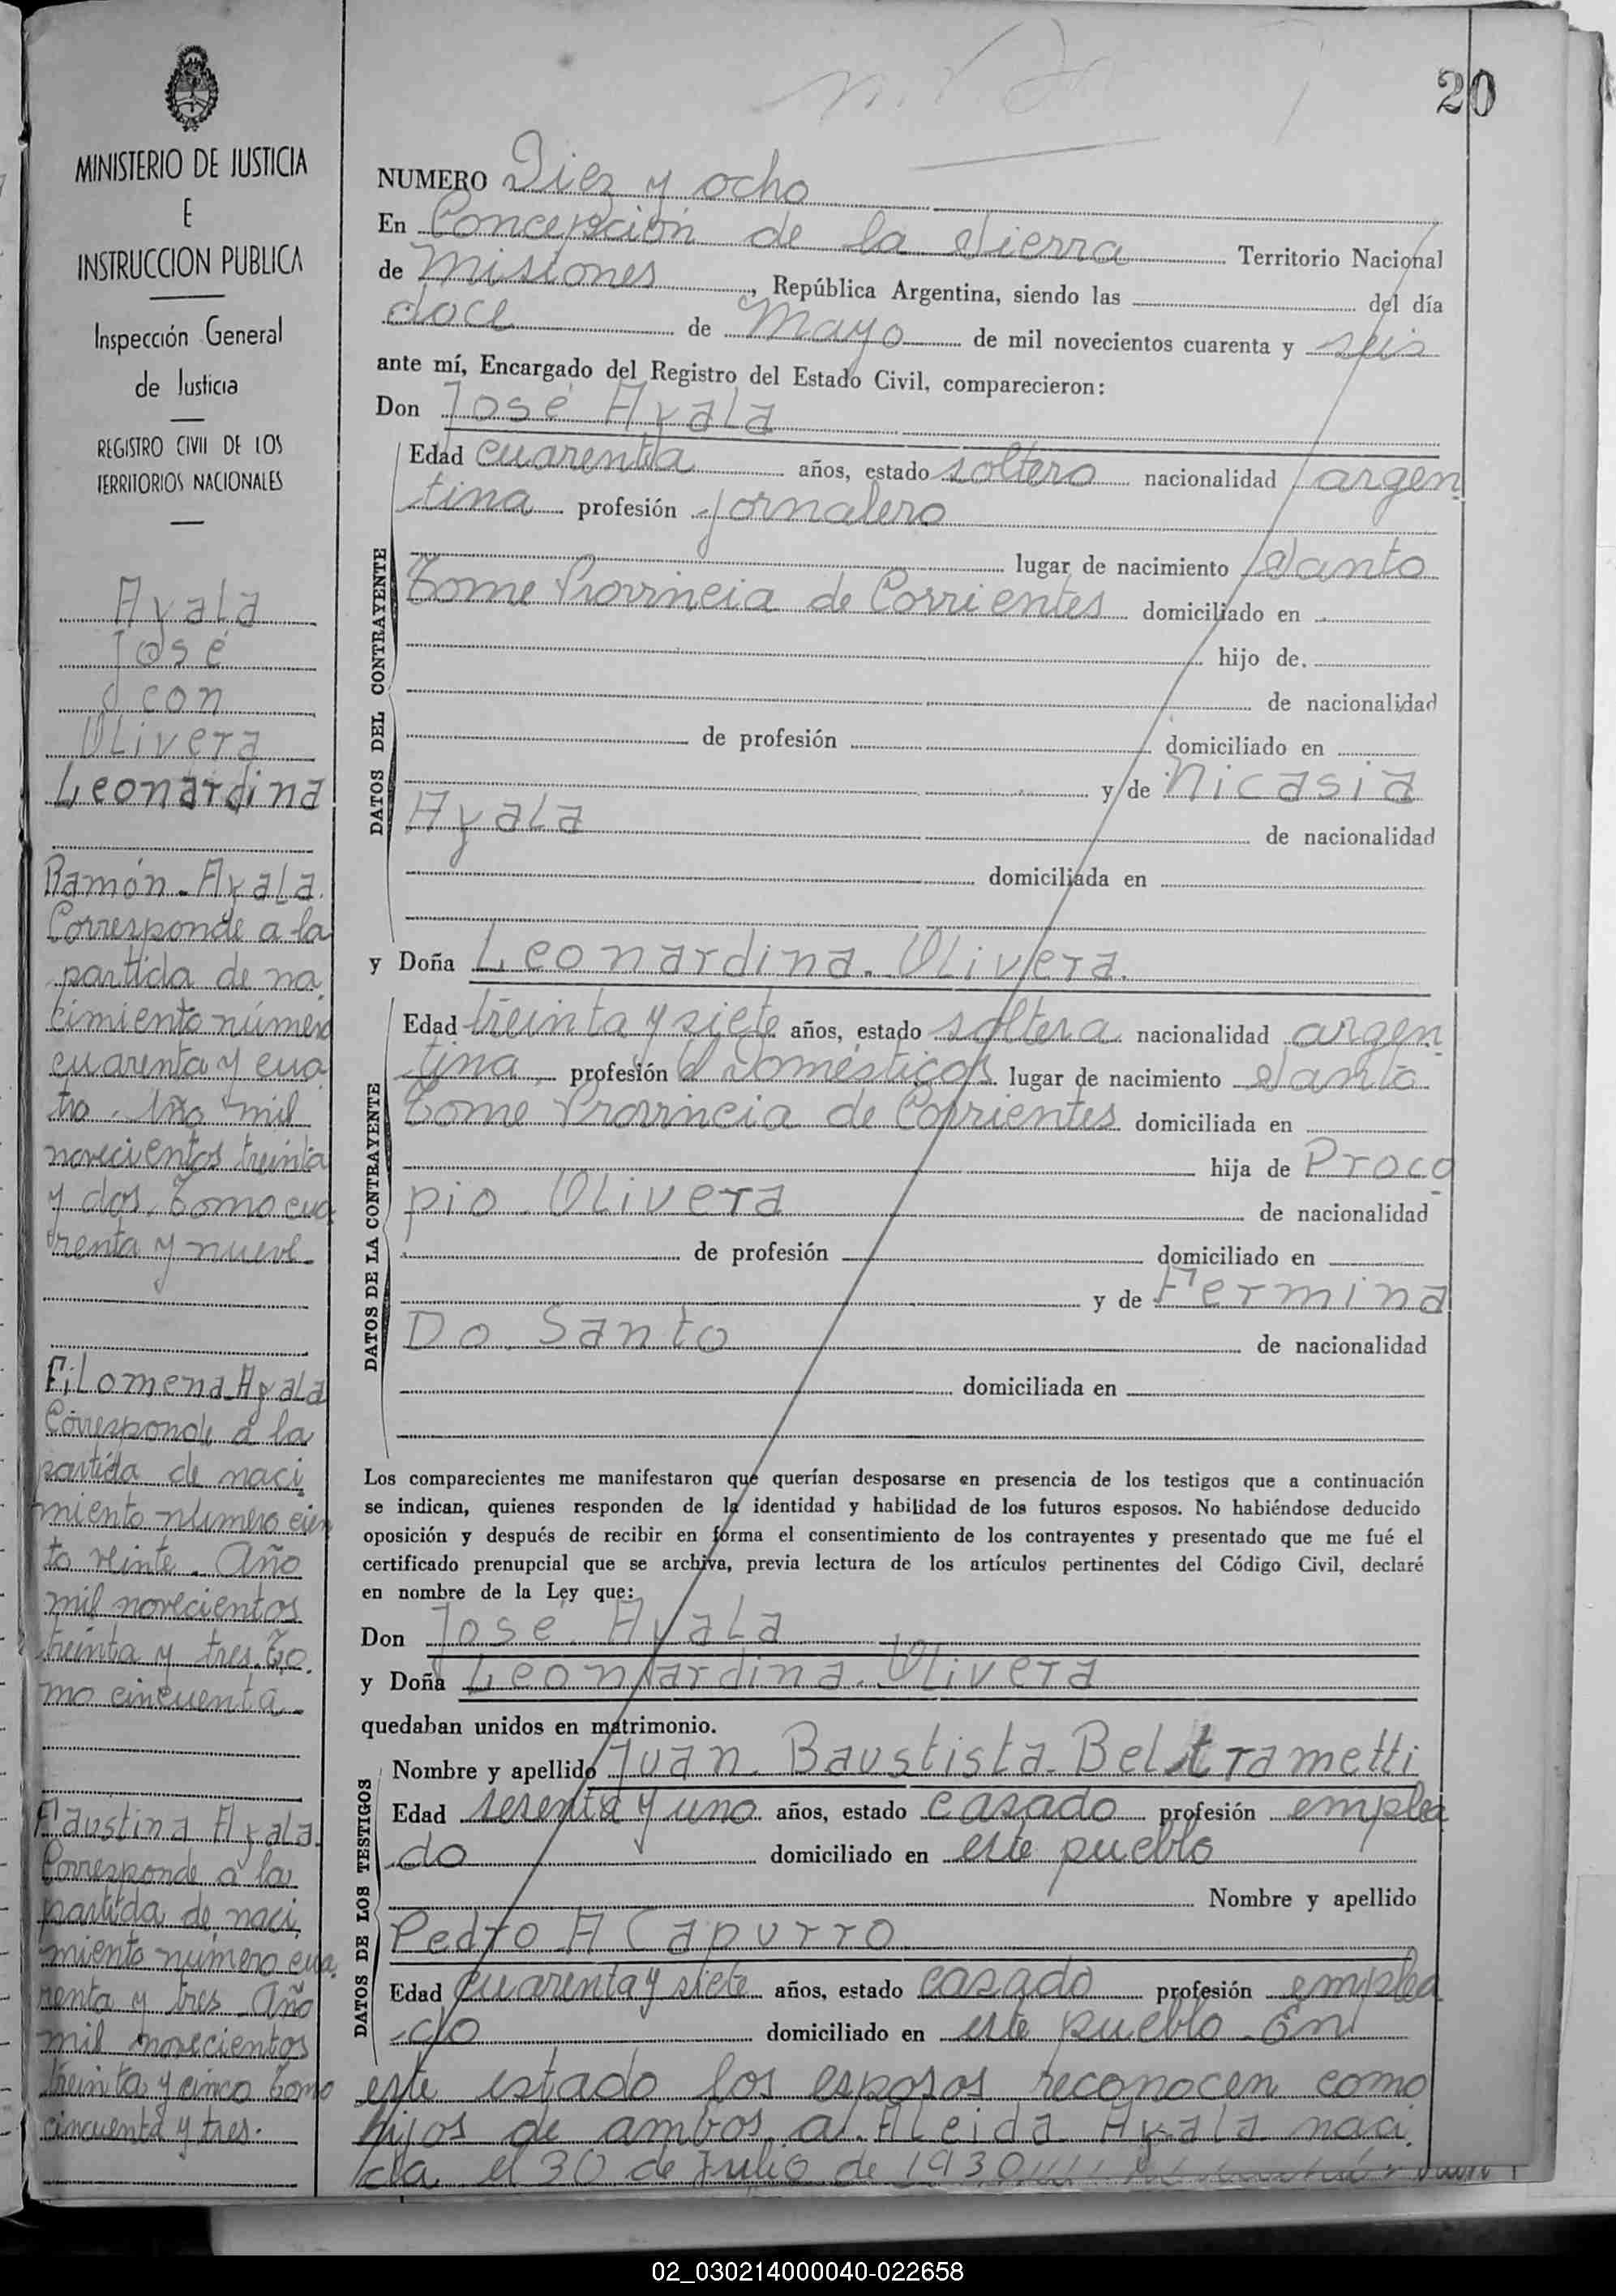 20
MINISTERIO DE JUSTICIA
E
INSTRUCCION PUBLICA
Inspección General
de Justicia
REGISTRO CIVIL DE LOS
TERRITORIOS NACIONALES
Ayala
José
con
Olivera
Leonardina
Ramón Ayala.
Corresponde a la
partida de na
cimiento número
cuarenta y cua
tro. Año mil
novecientos treinta
y dos. Tomo cua
renta y nueve
Filomena Ayala
Corresponde a la
partida de naci
miento número cien
to veinte. Año
mil novecientos
treinta y tres. To.
mo cincuenta
Faustina Ayala.
Corresponde a la
partida de naci
miento número cua
renta y tres. Año
mil novecientos
treinta y cinco Tomo
cincuenta y tres.
NUMERO Diez y ocho
En Concepción de la Sierra Territorio Nacional
de Misiones, República Argentina, siendo las del día
doce de Mayo de mil novecientos cuarenta y seis
ante mí, Encargado del Registro del Estado Civil, comparecieron:
Don José Ayala
DATOS DEL CONTRAYENTE
Edad cuarenta años, estado soltero nacionalidad argen
tina profesión jornalero
lugar de nacimiento Santo
Tome Provincia de Corrientes domiciliado en
hijo de
de nacionalidad
de profesión domiciliado en
y de Nicasia
Ayala de nacionalidad
domiciliada en
y Doña Leonardina. Olivera.
DATOS DE LA CONTRAYENTE
Edad treinta y siete años, estado soltera nacionalidad argen
tina profesión Q Domésticos lugar de nacimiento Santo
Tome Provincia de Corrientes domiciliada en
hija de Proco
pio. Olivera de nacionalidad
de profesión domiciliado en
y de Fermina
Do. Santo de nacionalidad
domiciliada en
Los comparecientes me manifestaron que querían desposarse en presencia de los testigos que a continuación
se indican, quienes responden de la identidad y habilidad de los futuros esposos. No habiéndose deducido
oposición y después de recibir en forma el consentimiento de los contrayentes y presentado que me fué el
certificado prenupcial que se archiva, previa lectura de los artículos pertinentes del Código Civil, declaré
en nombre de la Ley que:
Don José. Ayala
y Doña Leonardina. Olivera
quedaban unidos en matrimonio.
DATOS DE LOS TESTIGOS
Nombre y apellido Juan Baustista Beltrametti
Edad sesenta y uno años, estado casado profesión emplea
do domiciliado en este pueblo
Nombre y apellido
Pedro A Capurro
Edad cuarenta y siete años, estado casado profesión emplea
do domiciliado en este pueblo. En
este estado los esposos reconocen como
hijos de ambos a. Aleida Ayala naci
da el 30 de Julio de 1930
02_030214000040-022658